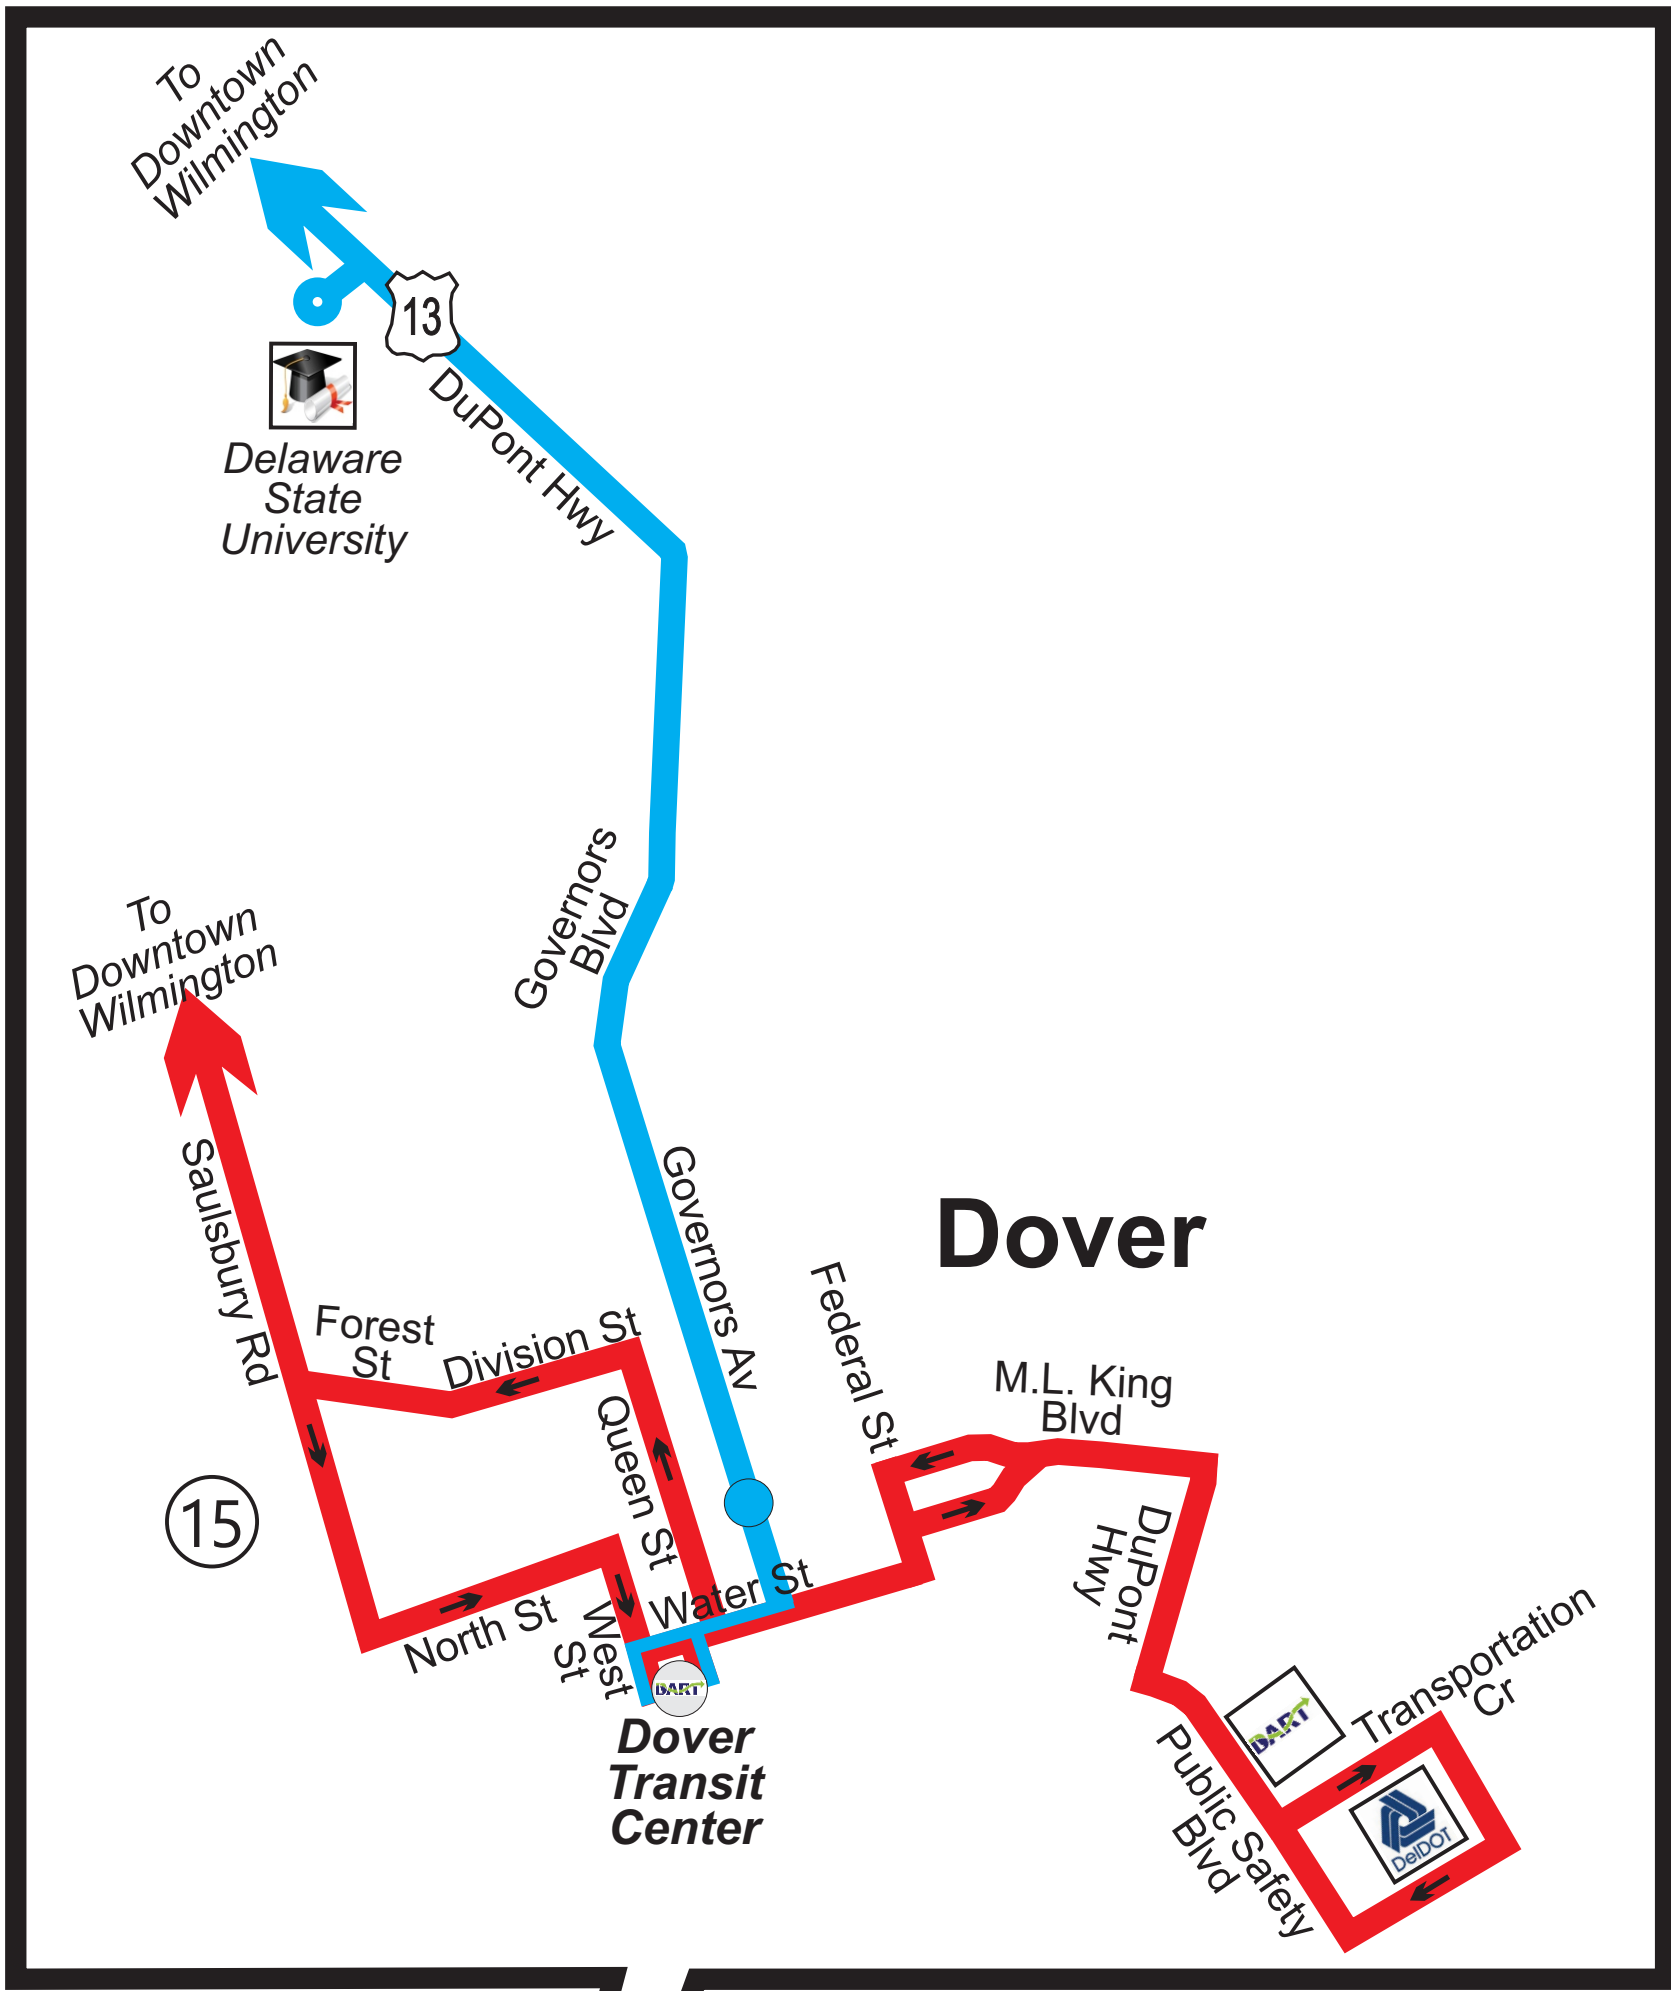 To
Downtown
Wilmington
13
DuPont Hwy
Delaware
State
University
Governors
Blvd
To
Downtown
Wilmington
Saulsbury Rd
Governors Av
Dover
Federal St
Forest
St
Division St
M.L. King
Blvd
Queen St
15
DuPont
Hwy
Water St
North St
West
St
DART
Dover
Transit
Center
Transportation
Cr
DART
Public Safety
Blvd
DelDOT